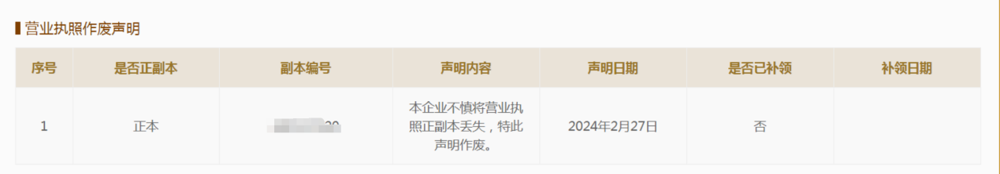 营业执照作废声明
序号 是否正副本 副本编号 声明内容 声明日期 是否已补领 补领日期
本企业不慎将营业执
1 正本 照正副本丢失，特此 2024年2月27日 否
声明作废。